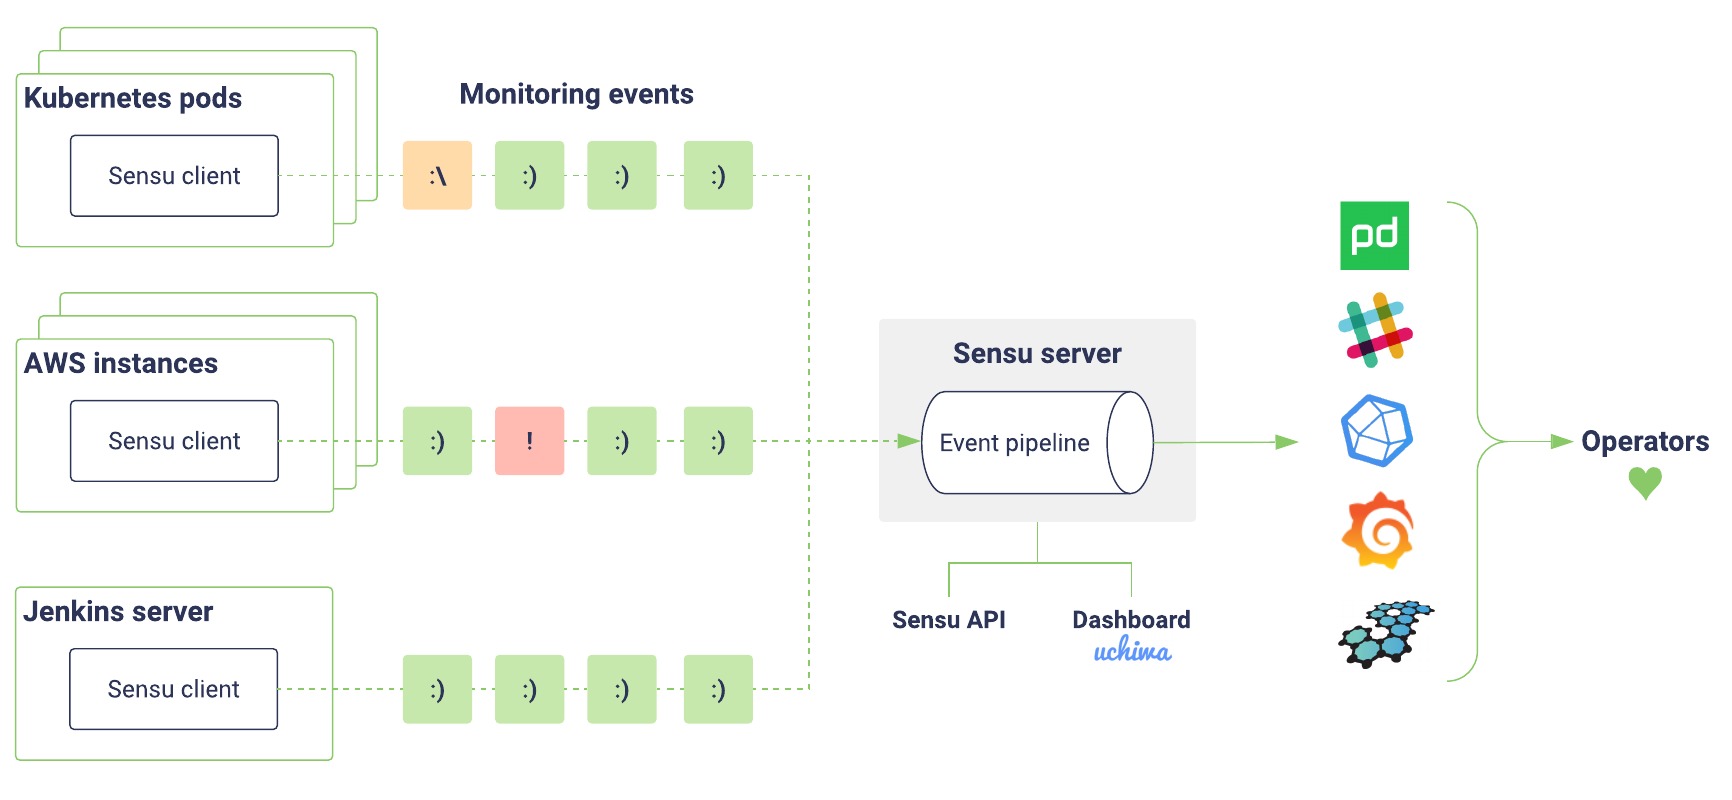 Kubernetes pods
Sensu client
Monitoring events
:\ :) :) :)
AWS instances
Sensu client
:) ! :) :)
Jenkins server
Sensu client
:) :) :) :)
Sensu server
Event pipeline
Sensu API
Dashboard
uchiwa
pd
Operators